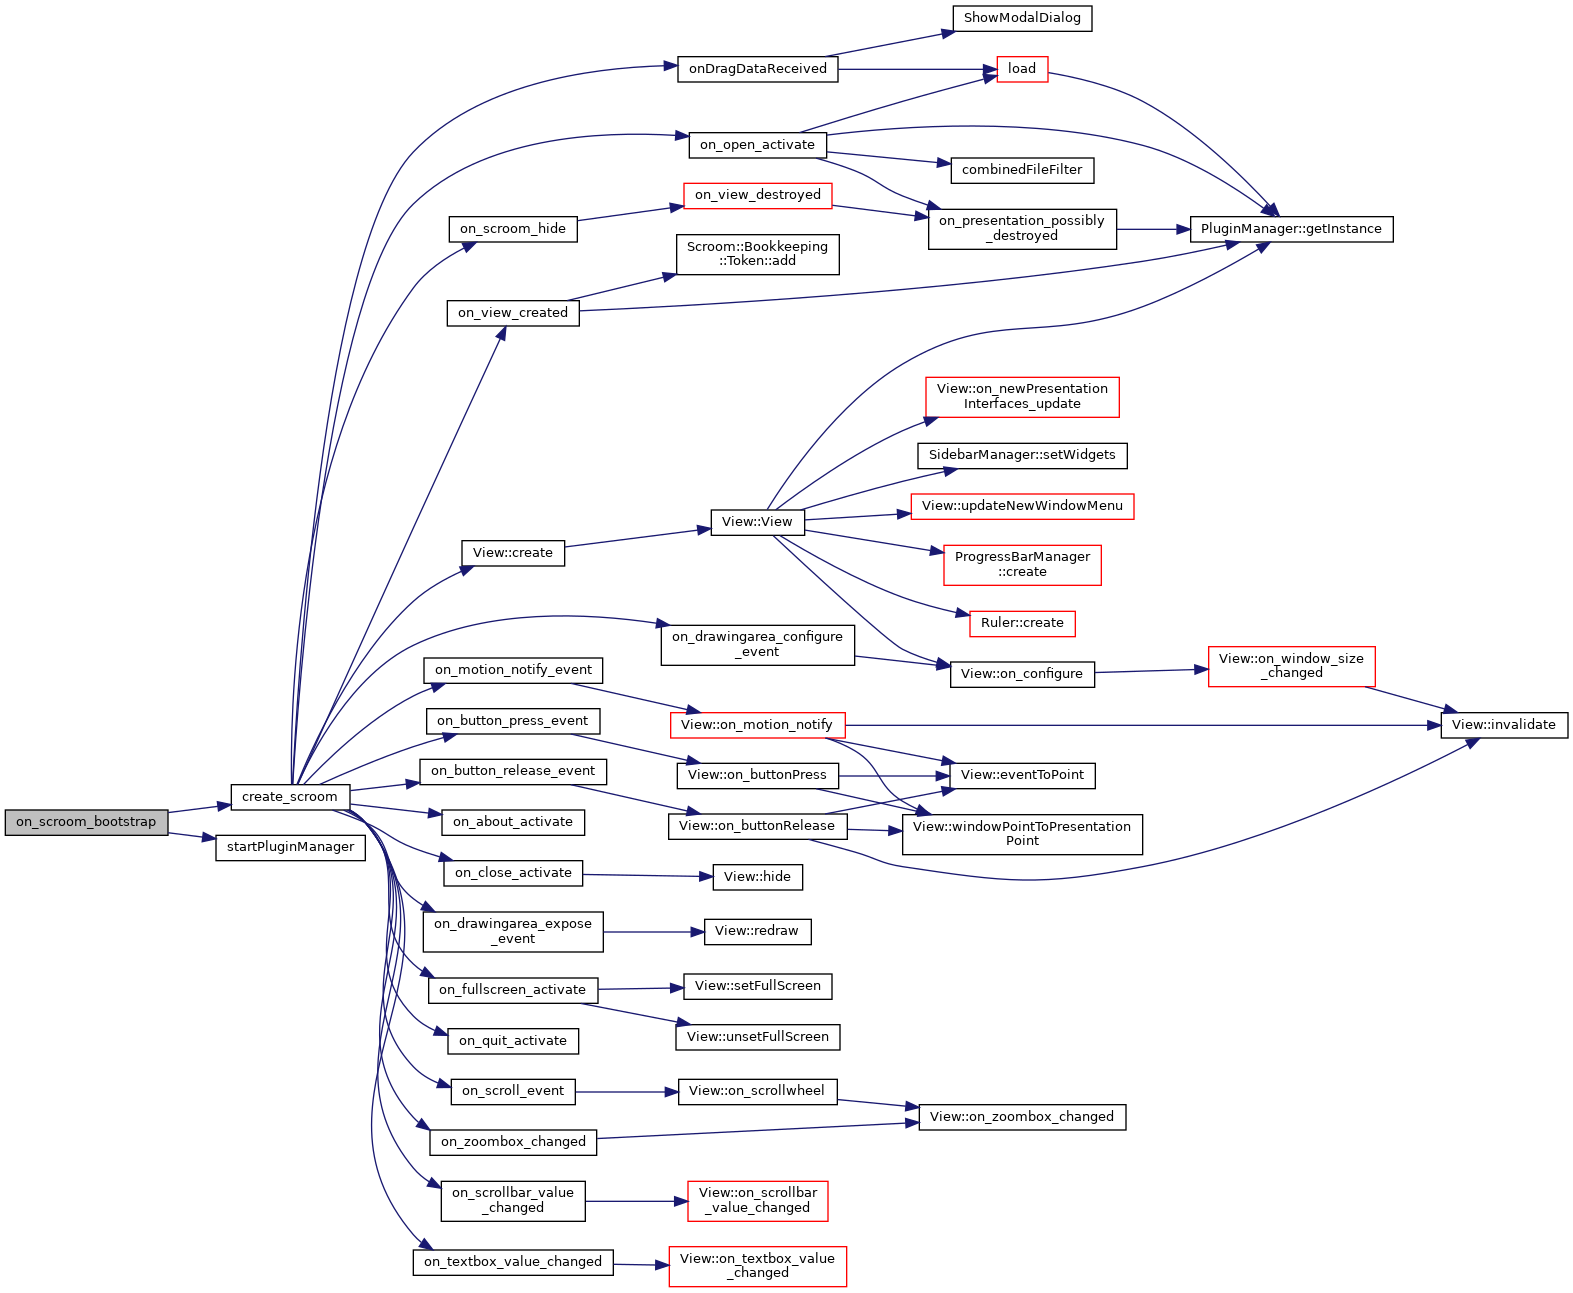 ShowModalDialog
onDragDataReceived
load
on_open_activate
combinedFileFilter
on_view_destroyed
on_presentation_possibly
_destroyed
on_scroom_hide
PluginManager::getInstance
Scroom::Bookkeeping
::Token::add
on_view_created
View::on_newPresentation
Interfaces_update
SidebarManager::setWidgets
View::updateNewWindowMenu
View::View
View::create
ProgressBarManager
::create
Ruler::create
on_drawingarea_configure
_event
View::on_configure
View::on_window_size
_changed
on_motion_notify_event
View::on_motion_notify
View::invalidate
on_button_press_event
View::on_buttonPress
View::eventToPoint
on_button_release_event
View::on_buttonRelease
View::windowPointToPresentation
Point
create_scroom
on_scroom_bootstrap
startPluginManager
on_about_activate
on_close_activate
View::hide
on_drawingarea_expose
_event
View::redraw
on_fullscreen_activate
View::setFullScreen
View::unsetFullScreen
on_quit_activate
on_scroll_event
View::on_scrollwheel
View::on_zoombox_changed
on_zoombox_changed
on_scrollbar_value
_changed
View::on_scrollbar
_value_changed
on_textbox_value_changed
View::on_textbox_value
_changed